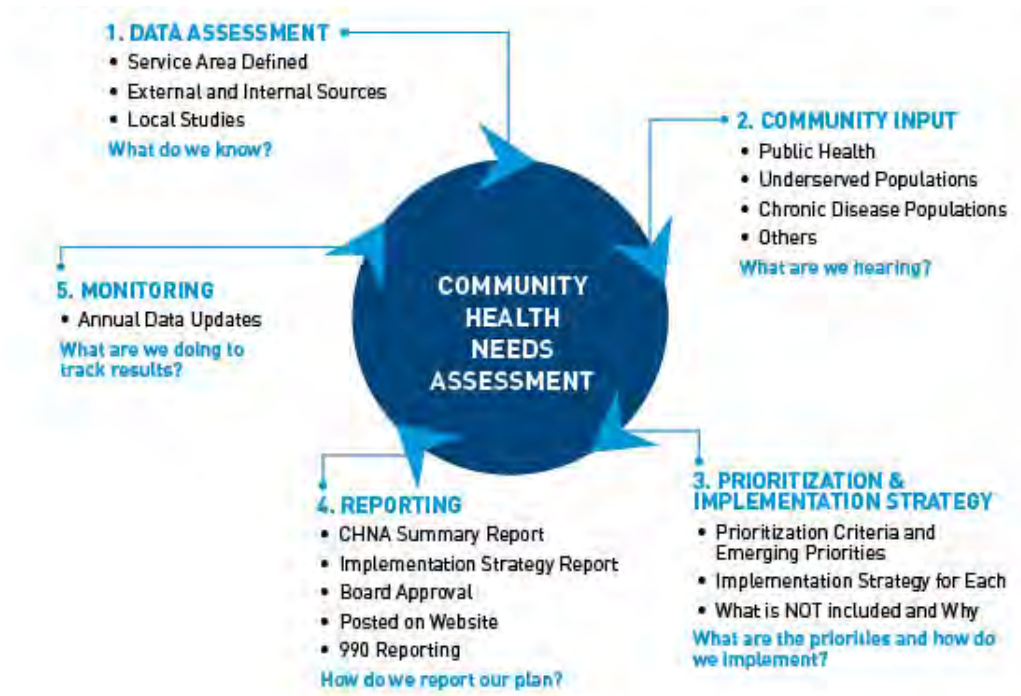 1. DATA ASSESSMENT
• Service Area Defined
• External and Internal Sources
• Local Studies
What do we know?
2. COMMUNITY INPUT
• Public Health
• Underserved Populations
• Chronic Disease Populations
• Others
What are we hearing?
COMMUNITY
HEALTH
NEEDS
ASSESSMENT
3. PRIORITIZATION &
IMPLEMENTATION STRATEGY
• Prioritization Criteria and
Emerging Priorities
• Implementation Strategy for Each
• What is NOT included and Why
What are the priorities and how do
we implement?
4. REPORTING
• CHNA Summary Report
• Implementation Strategy Report
• Board Approval
• Posted on Website
• 990 Reporting
How do we report our plan?
5. MONITORING
• Annual Data Updates
What are we doing to
track results?